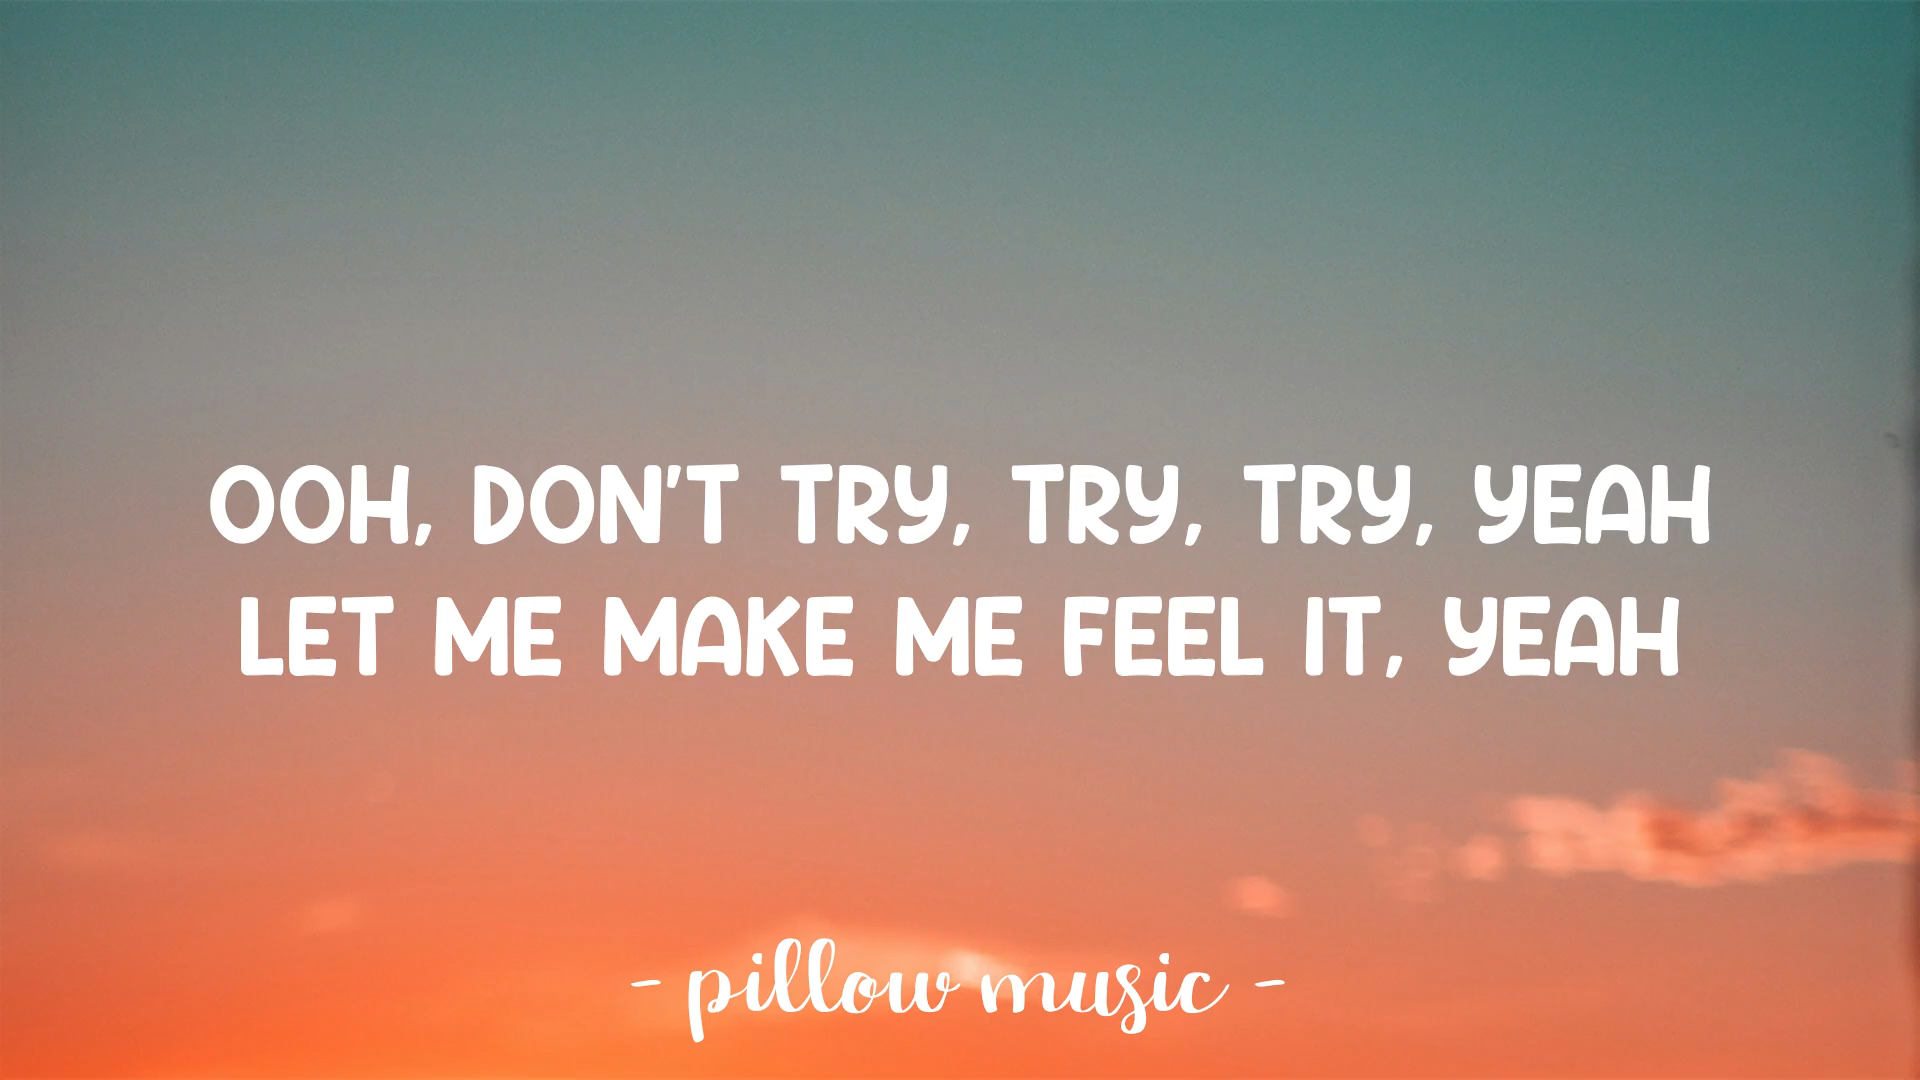 OOH, DON'T TRY, TRY, TRY, YEAH
LET ME MAKE ME FEEL IT, YEAH
- pillow music -